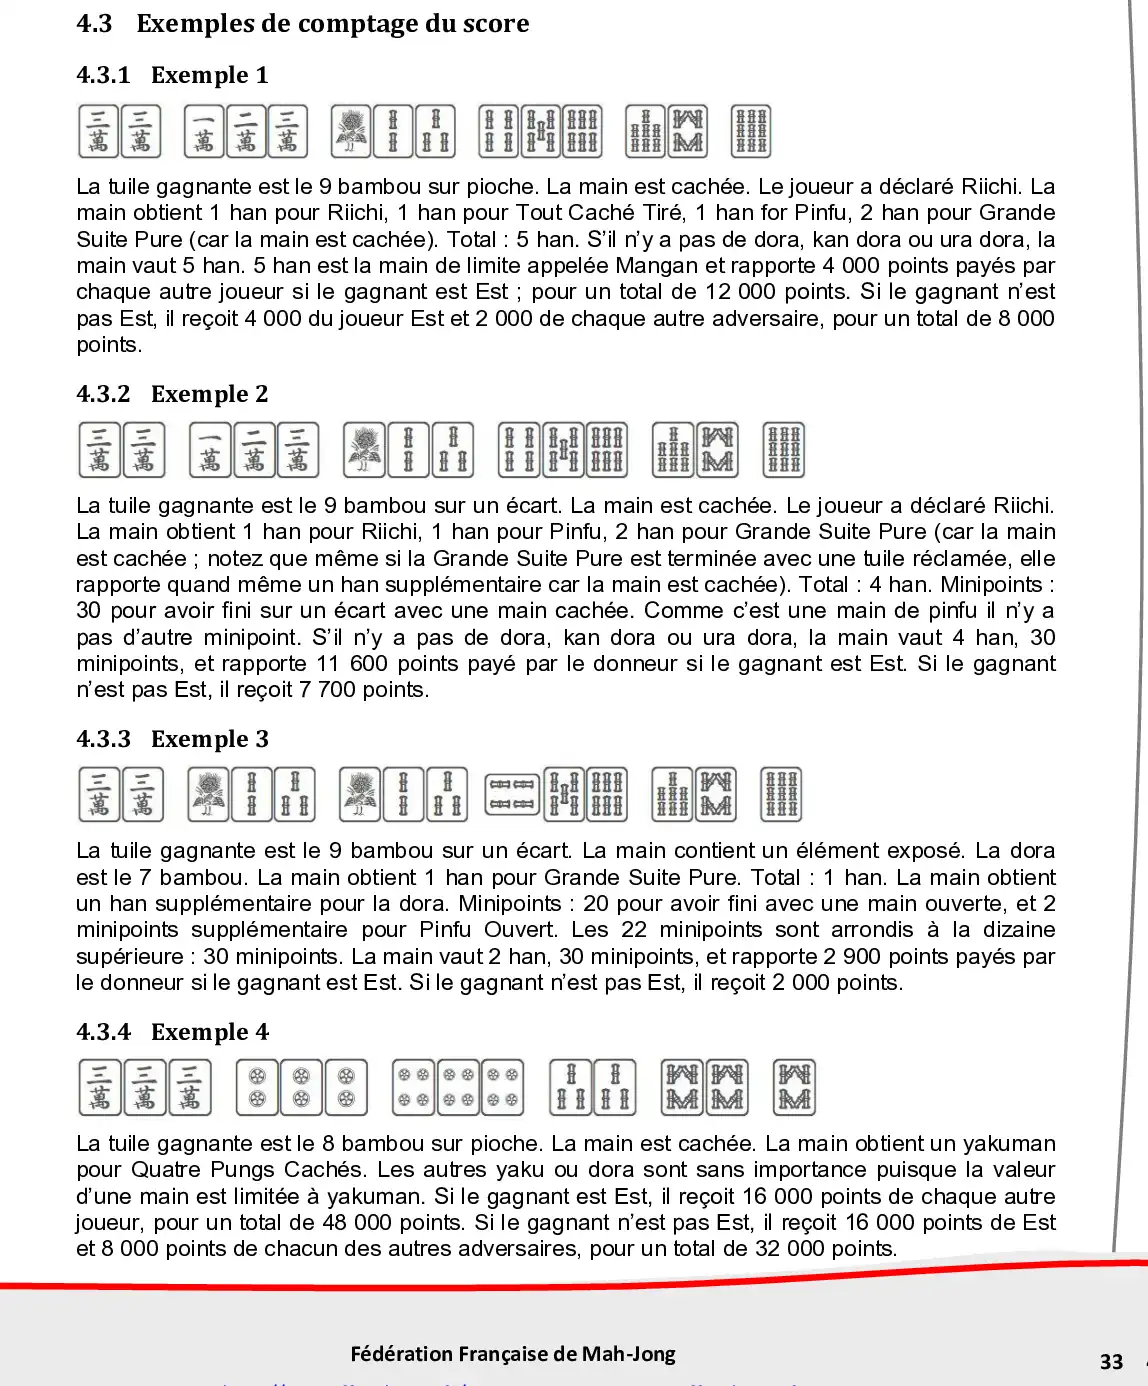 4.3 Exemples de comptage du score
4.3.1 Exemple 1
三萬 三萬 一萬 二萬 三萬
La tuile gagnante est le 9 bambou sur pioche. La main est cachée. Le joueur a déclaré Riichi. La
main obtient 1 han pour Riichi, 1 han pour Tout Caché Tiré, 1 han for Pinfu, 2 han pour Grande
Suite Pure (car la main est cachée). Total : 5 han. S’il n’y a pas de dora, kan dora ou ura dora, la
main vaut 5 han. 5 han est la main de limite appelée Mangan et rapporte 4 000 points payés par
chaque autre joueur si le gagnant est Est ; pour un total de 12 000 points. Si le gagnant n’est
pas Est, il reçoit 4 000 du joueur Est et 2 000 de chaque autre adversaire, pour un total de 8 000
points.
4.3.2 Exemple 2
三萬 三萬 一萬 二萬 三萬
La tuile gagnante est le 9 bambou sur un écart. La main est cachée. Le joueur a déclaré Riichi.
La main obtient 1 han pour Riichi, 1 han pour Pinfu, 2 han pour Grande Suite Pure (car la main
est cachée ; notez que même si la Grande Suite Pure est terminée avec une tuile réclamée, elle
rapporte quand même un han supplémentaire car la main est cachée). Total : 4 han. Minipoints :
30 pour avoir fini sur un écart avec une main cachée. Comme c’est une main de pinfu il n’y a
pas d’autre minipoint. S’il n’y a pas de dora, kan dora ou ura dora, la main vaut 4 han, 30
minipoints, et rapporte 11 600 points payé par le donneur si le gagnant est Est. Si le gagnant
n’est pas Est, il reçoit 7 700 points.
4.3.3 Exemple 3
三萬 三萬
La tuile gagnante est le 9 bambou sur un écart. La main contient un élément exposé. La dora
est le 7 bambou. La main obtient 1 han pour Grande Suite Pure. Total : 1 han. La main obtient
un han supplémentaire pour la dora. Minipoints : 20 pour avoir fini avec une main ouverte, et 2
minipoints supplémentaire pour Pinfu Ouvert. Les 22 minipoints sont arrondis à la dizaine
supérieure : 30 minipoints. La main vaut 2 han, 30 minipoints, et rapporte 2 900 points payés par
le donneur si le gagnant est Est. Si le gagnant n’est pas Est, il reçoit 2 000 points.
4.3.4 Exemple 4
三萬 三萬 三萬
La tuile gagnante est le 8 bambou sur pioche. La main est cachée. La main obtient un yakuman
pour Quatre Pungs Cachés. Les autres yaku ou dora sont sans importance puisque la valeur
d’une main est limitée à yakuman. Si le gagnant est Est, il reçoit 16 000 points de chaque autre
joueur, pour un total de 48 000 points. Si le gagnant n’est pas Est, il reçoit 16 000 points de Est
et 8 000 points de chacun des autres adversaires, pour un total de 32 000 points.
Fédération Française de Mah-Jong
33